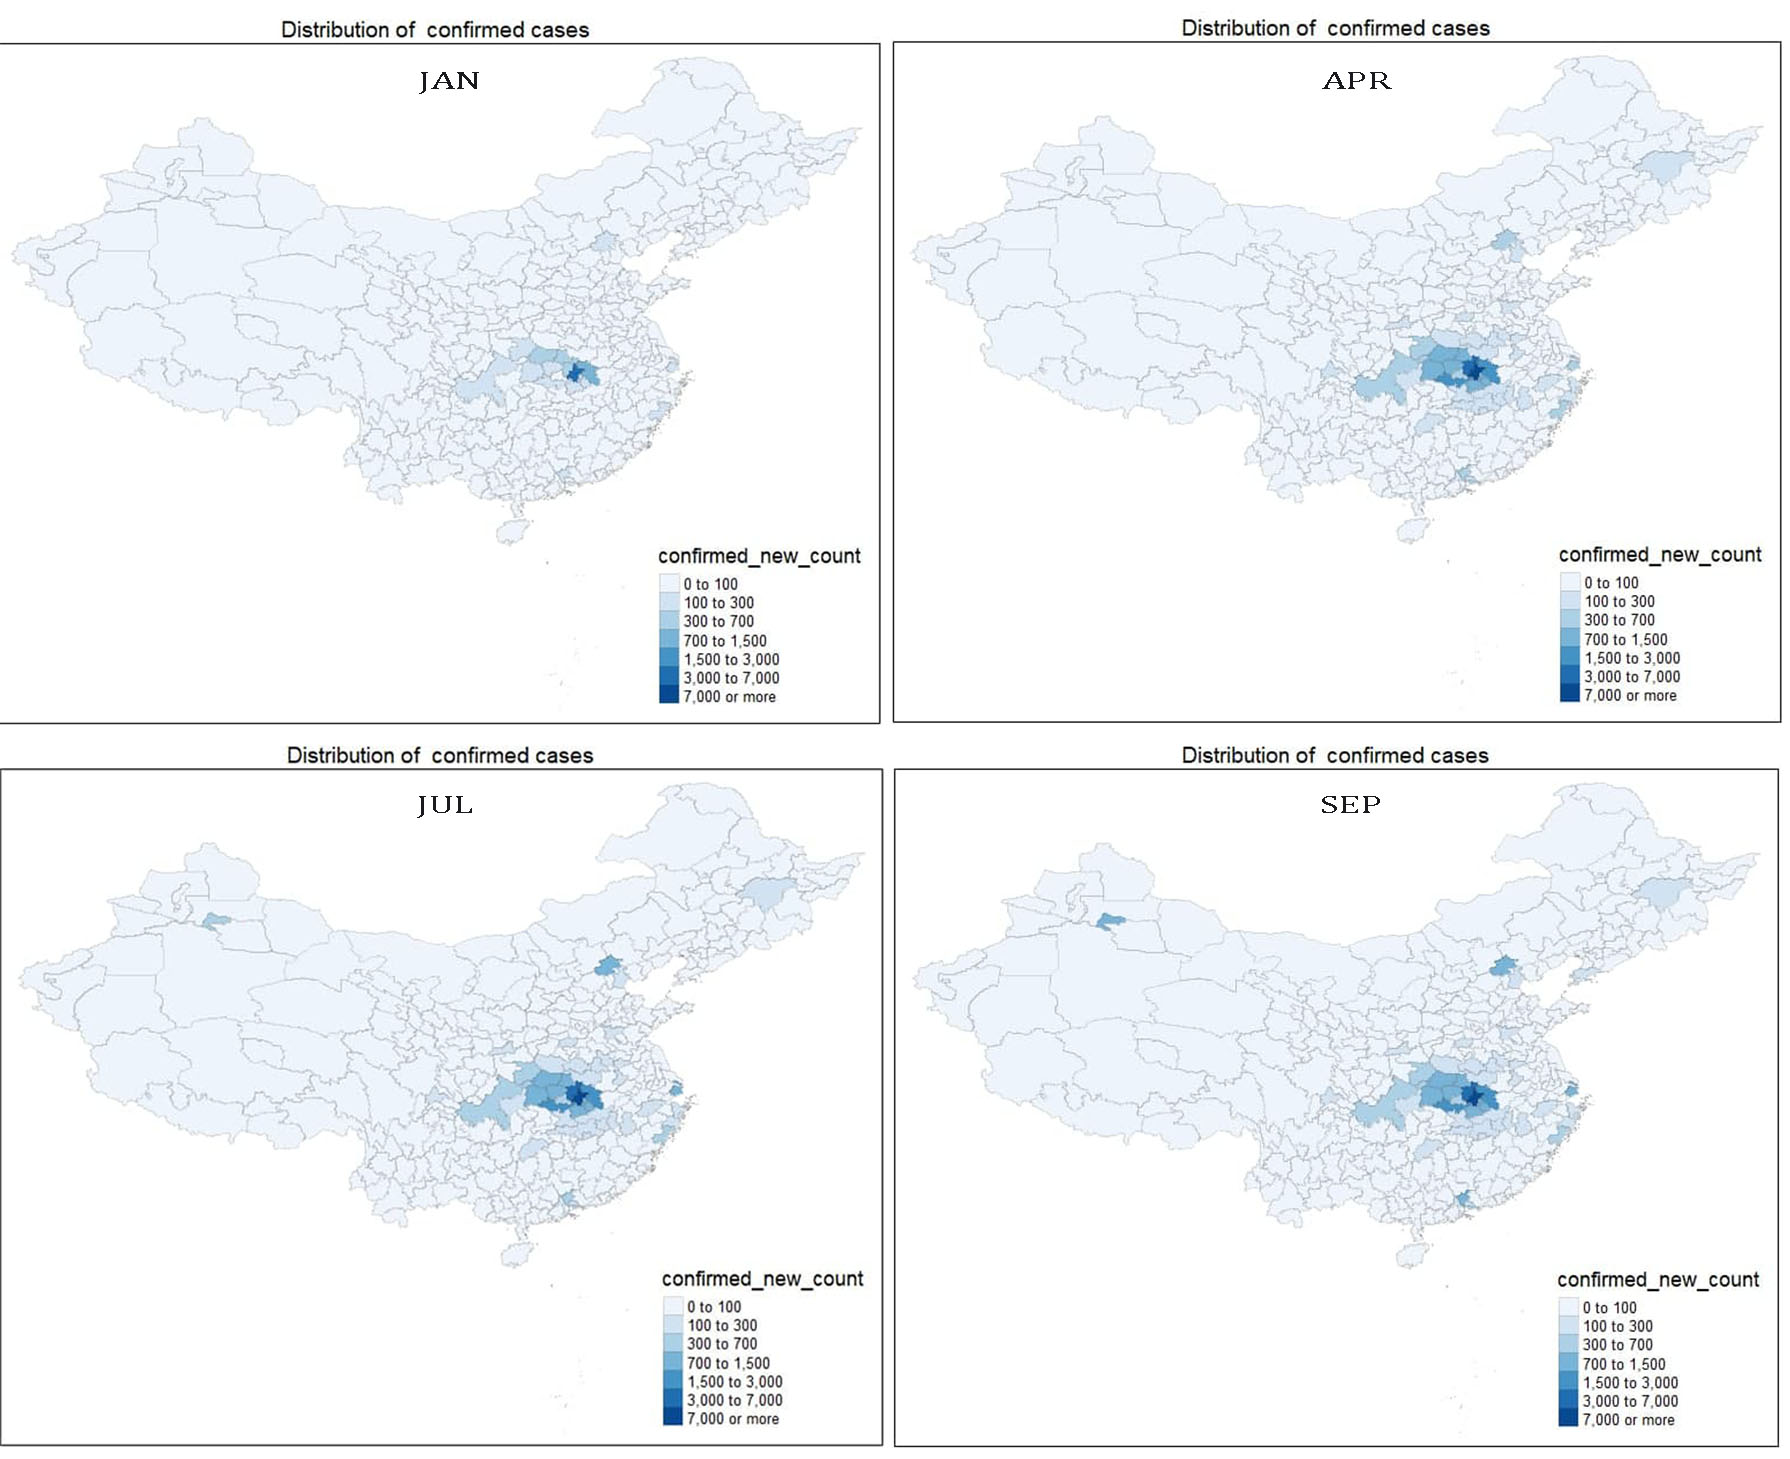 Distribution of  confirmed cases
JAN
confirmed_new_count
0 to 100
100 to 300
300 to 700
700 to 1,500
1,500 to 3,000
3,000 to 7,000
7,000 or more
Distribution of  confirmed cases
APR
confirmed_new_count
0 to 100
100 to 300
300 to 700
700 to 1,500
1,500 to 3,000
3,000 to 7,000
7,000 or more
Distribution of  confirmed cases
JUL
confirmed_new_count
0 to 100
100 to 300
300 to 700
700 to 1,500
1,500 to 3,000
3,000 to 7,000
7,000 or more
Distribution of  confirmed cases
SEP
confirmed_new_count
0 to 100
100 to 300
300 to 700
700 to 1,500
1,500 to 3,000
3,000 to 7,000
7,000 or more